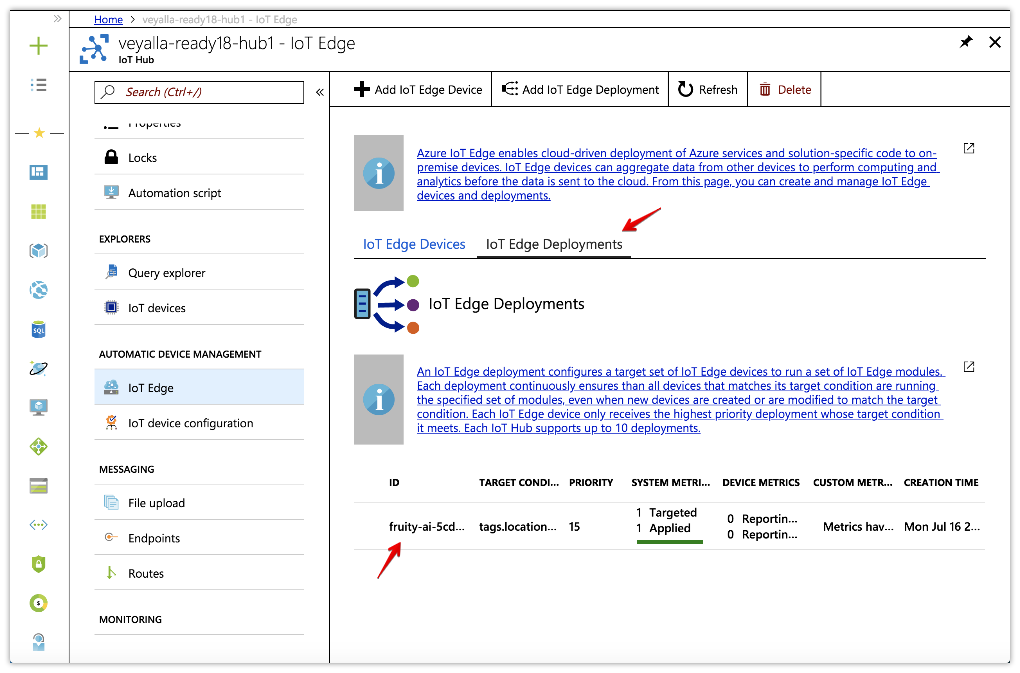 Home > veyalla-ready18-hub1 - IoT Edge
veyalla-ready18-hub1 - IoT Edge
IoT Hub
Search (Ctrl+/)
Properties
Locks
Automation script
EXPLORERS
Query explorer
IoT devices
AUTOMATIC DEVICE MANAGEMENT
IoT Edge
IoT device configuration
MESSAGING
File upload
Endpoints
Routes
MONITORING
Add IoT Edge Device
Add IoT Edge Deployment
Refresh
Delete
Azure IoT Edge enables cloud-driven deployment of Azure services and solution-specific code to on-
premise devices. IoT Edge devices can aggregate data from other devices to perform computing and
analytics before the data is sent to the cloud. From this page, you can create and manage IoT Edge
devices and deployments.
IoT Edge Devices
IoT Edge Deployments
IoT Edge Deployments
An IoT Edge deployment configures a target set of IoT Edge devices to run a set of IoT Edge modules.
Each deployment continuously ensures than all devices that matches its target condition are running
the specified set of modules, even when new devices are created or are modified to match the target
condition. Each IoT Edge device only receives the highest priority deployment whose target condition
it meets. Each IoT Hub supports up to 10 deployments.
ID TARGET CONDI... PRIORITY SYSTEM METRI... DEVICE METRICS CUSTOM METR... CREATION TIME
fruity-ai-5cd... tags.location... 15 1 Targeted 0 Reportin... Metrics hav... Mon Jul 16 2...
1 Applied 0 Reportin...
SQL